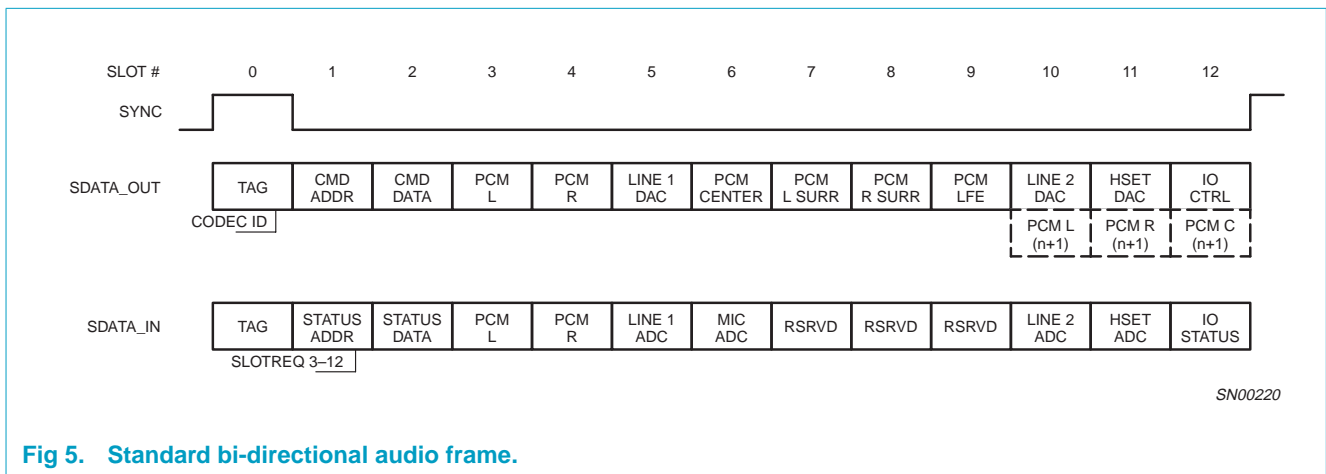 SLOT # 0 1 2 3 4 5 6 7 8 9 10 11 12
SYNC
SDATA_OUT TAG CMD ADDR CMD DATA PCM L PCM R LINE 1 DAC PCM CENTER PCM L SURR PCM R SURR PCM LFE LINE 2 DAC HSET DAC IO CTRL
CODEC ID
PCM L (n+1) PCM R (n+1) PCM C (n+1)
SDATA_IN TAG STATUS ADDR STATUS DATA PCM L PCM R LINE 1 ADC MIC ADC RSRVD RSRVD RSRVD LINE 2 ADC HSET ADC IO STATUS
SLOTREQ 3–12
SN00220
Fig 5. Standard bi-directional audio frame.